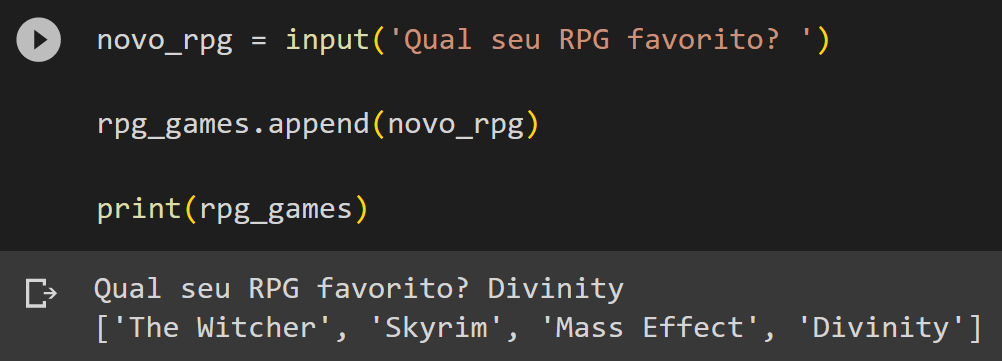 novo_rpg = input('Qual seu RPG favorito? ')
rpg_games.append(novo_rpg)
print(rpg_games)
Qual seu RPG favorito? Divinity
['The Witcher', 'Skyrim', 'Mass Effect', 'Divinity']